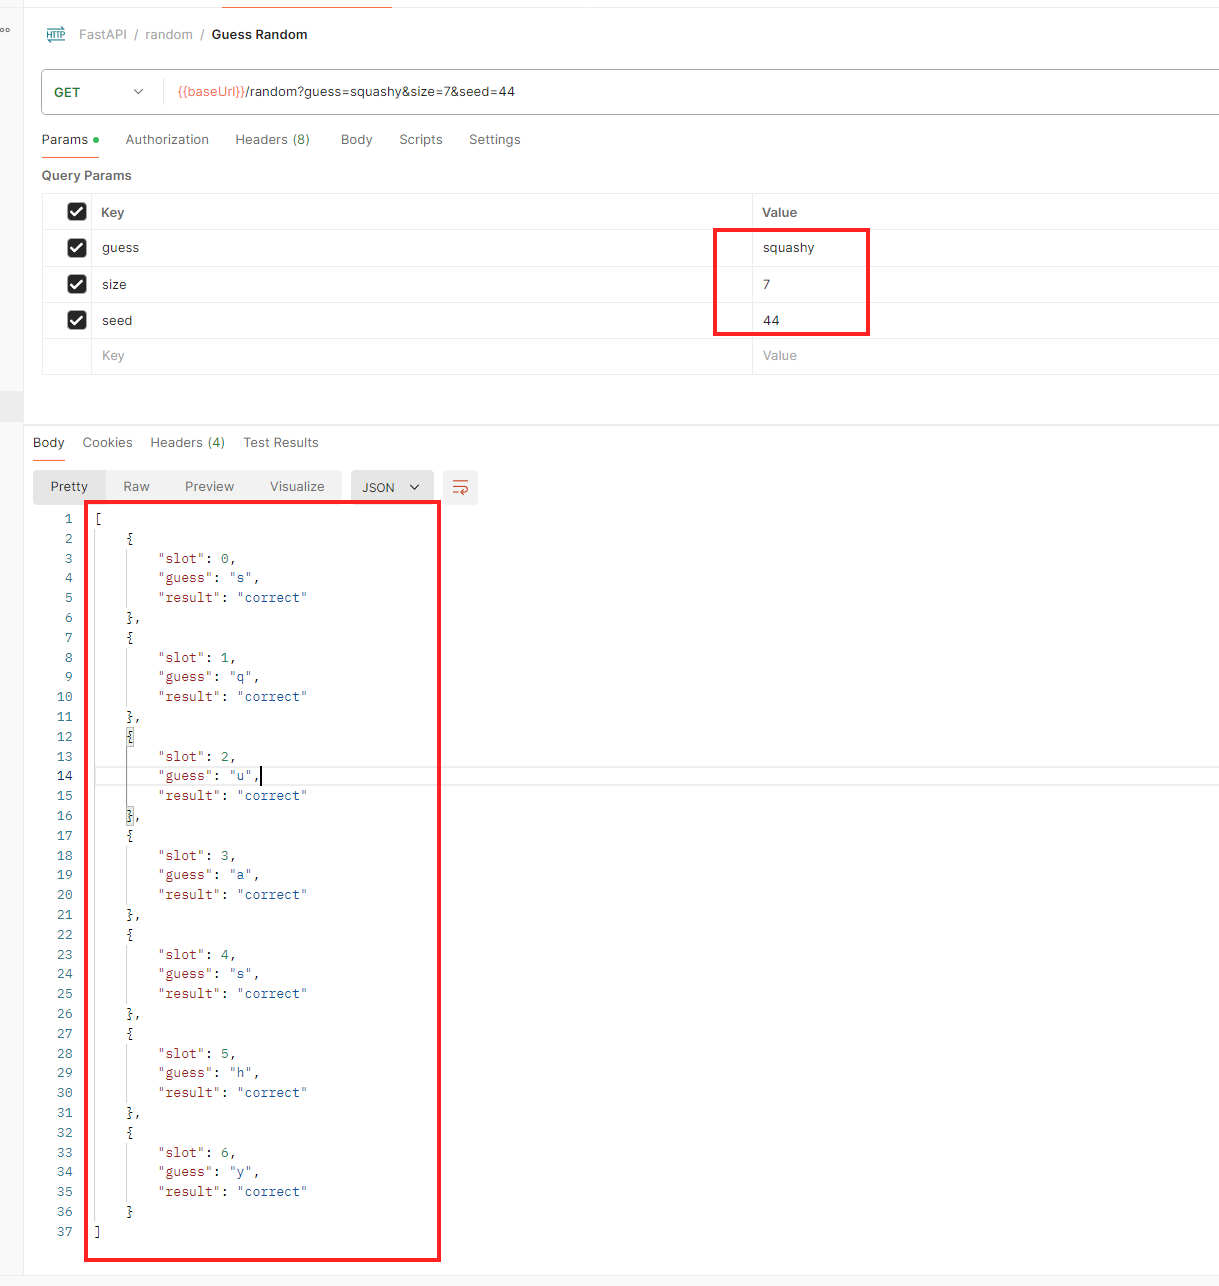 HTTP FastAPI / random / Guess Random
GET {{baseUrl}}/random?guess=squashy&size=7&seed=44
Params Authorization Headers (8) Body Scripts Settings
Query Params
Key Value
guess squashy
size 7
seed 44
Key Value
Body Cookies Headers (4) Test Results
Pretty Raw Preview Visualize JSON
1 [
2 {
3 "slot": 0,
4 "guess": "s",
5 "result": "correct"
6 },
7 {
8 "slot": 1,
9 "guess": "q",
10 "result": "correct"
11 },
12 {
13 "slot": 2,
14 "guess": "u",
15 "result": "correct"
16 },
17 {
18 "slot": 3,
19 "guess": "a",
20 "result": "correct"
21 },
22 {
23 "slot": 4,
24 "guess": "s",
25 "result": "correct"
26 },
27 {
28 "slot": 5,
29 "guess": "h",
30 "result": "correct"
31 },
32 {
33 "slot": 6,
34 "guess": "y",
35 "result": "correct"
36 }
37 ]